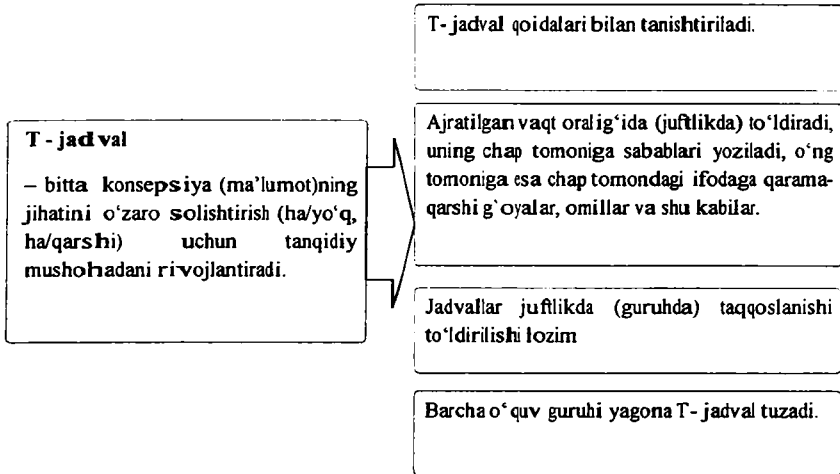 T - jadval
– bitta konsepsiya (ma'lumot)ning
jihatini o'zaro solishtirish (ha/yo'q,
ha/qarshi) uchun tanqidiy
mushohadani rivojlantiradi.
T- jadval qoidalari bilan tanishtiriladi.
Ajratilgan vaqt oralig'ida (juftlikda) to'ldiradi,
uning chap tomoniga sabablari yoziladi, o'ng
tomoniga esa chap tomondagi ifodaga qarama-
qarshi g`oyalar, omillar va shu kabilar.
Jadvallar juftlikda (guruhda) taqqoslanishi
to'ldirilishi lozim
Barcha o'quv guruhi yagona T- jadval tuzadi.